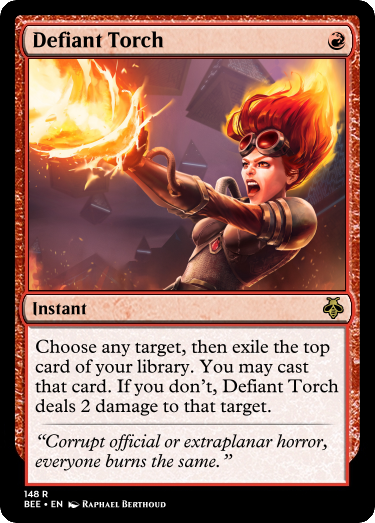 Defiant Torch
Instant
Choose any target, then exile the top
card of your library. You may cast
that card. If you don't, Defiant Torch
deals 2 damage to that target.
“Corrupt official or extraplanar horror,
everyone burns the same.”
148 R
BEE • EN Raphael Berthoud